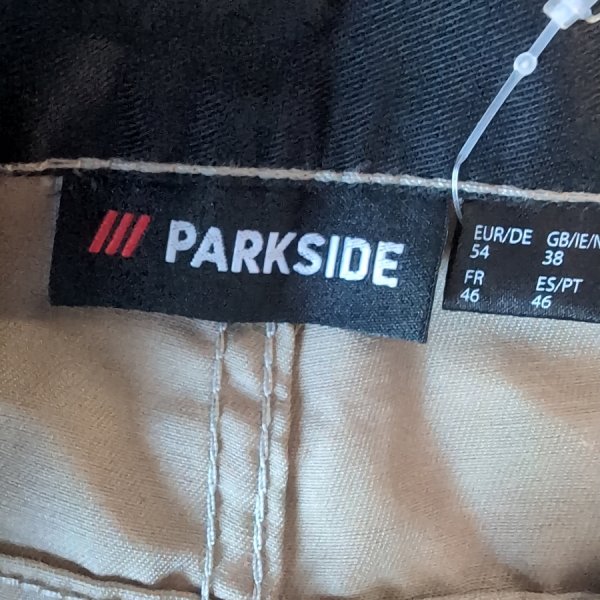 PARKSIDE
EUR/DE GB/IE/N
54 38
FR ES/PT
46 46